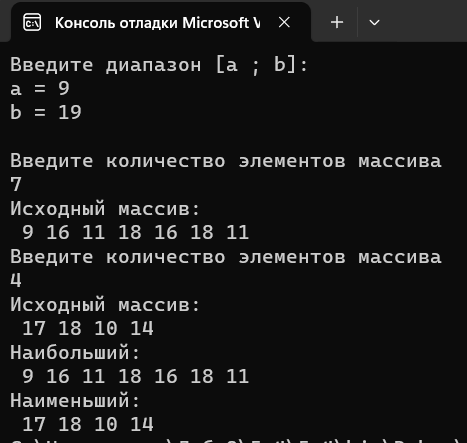 Консоль отладки Microsoft V
Введите диапазон [a ; b]:
a = 9
b = 19
Введите количество элементов массива
7
Исходный массив:
9 16 11 18 16 18 11
Введите количество элементов массива
4
Исходный массив:
17 18 10 14
Наибольший:
9 16 11 18 16 18 11
Наименьший:
17 18 10 14